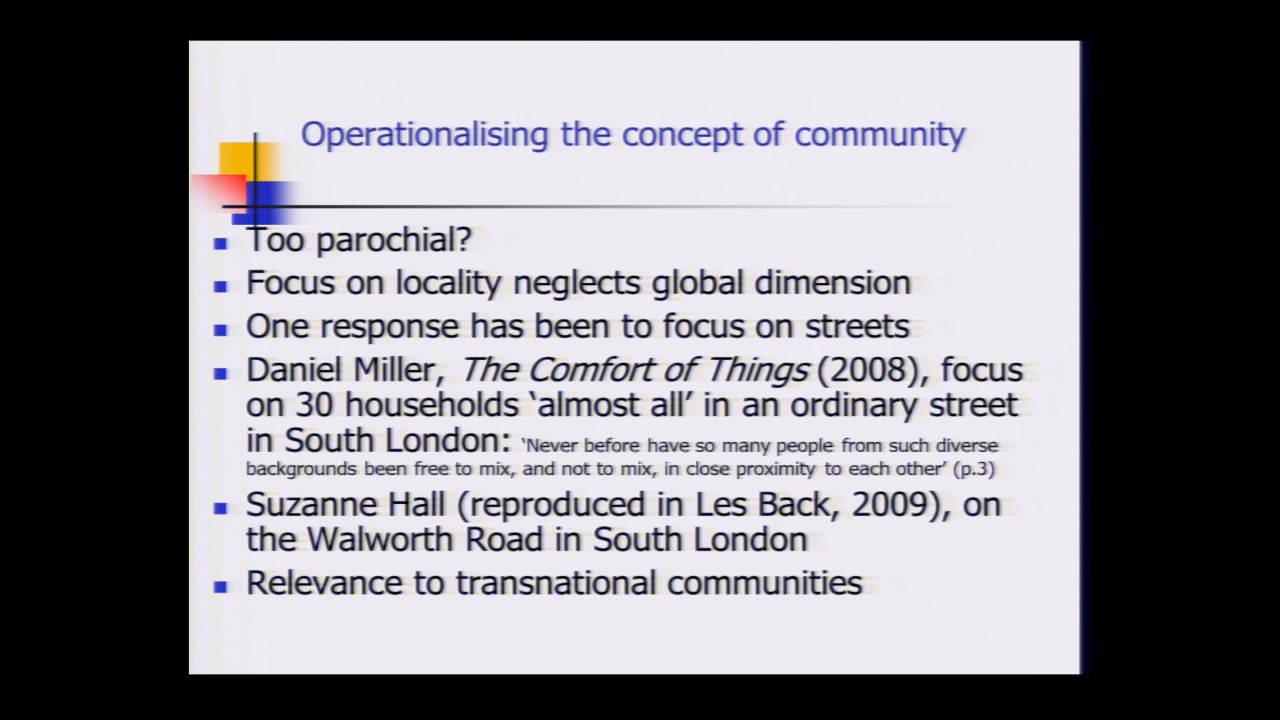 Operationalising the concept of community
Too parochial?
Focus on locality neglects global dimension
One response has been to focus on streets
Daniel Miller, The Comfort of Things (2008), focus
on 30 households ‘almost all’ in an ordinary street
in South London: ‘Never before have so many people from such diverse
backgrounds been free to mix, and not to mix, in close proximity to each other’ (p.3)
Suzanne Hall (reproduced in Les Back, 2009), on
the Walworth Road in South London
Relevance to transnational communities